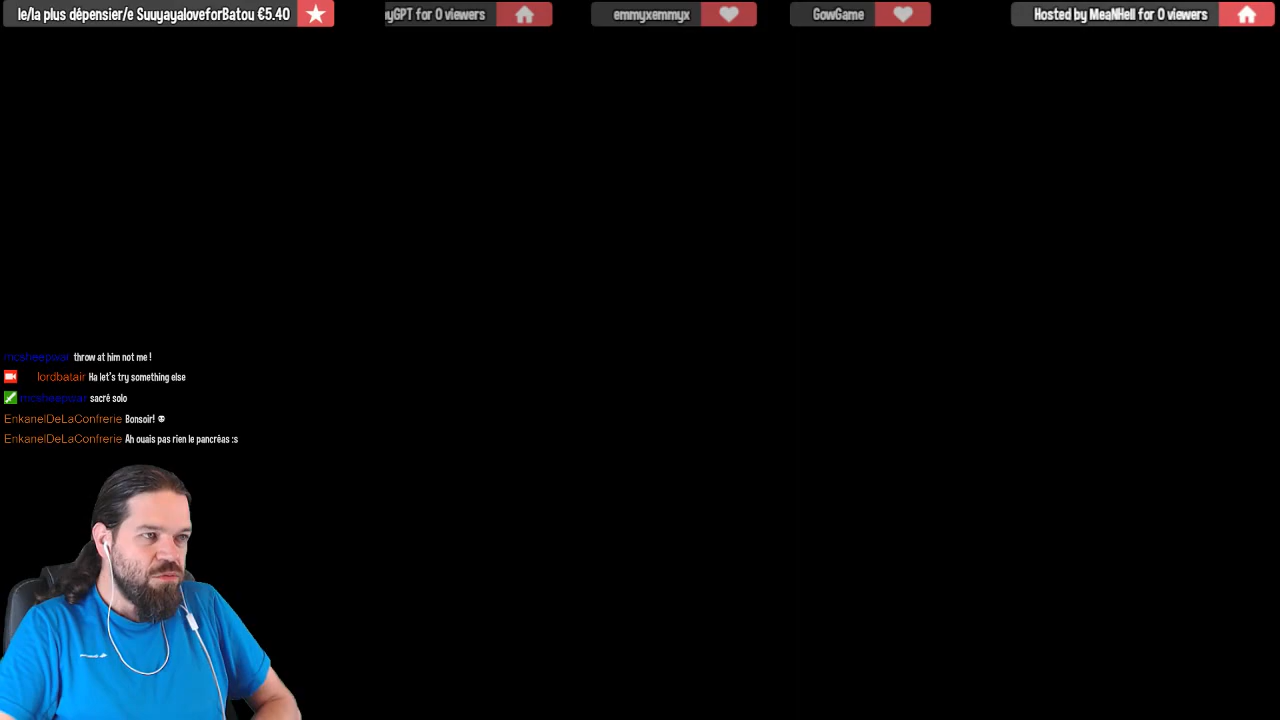 le/la plus dépensier/e SuuyayaloveforBatou €5.40
yGPT for 0 viewers
emmyxemmyx
GowGame
Hosted by MeaNHell for 0 viewers
mcsheepwar throw at him not me !
lordbatair Ha let's try something else
mcsheepwar sacré solo
EnkanelDeLaConfrerie Bonsoir!
EnkanelDeLaConfrerie Ah ouais pas rien le pancréas :s